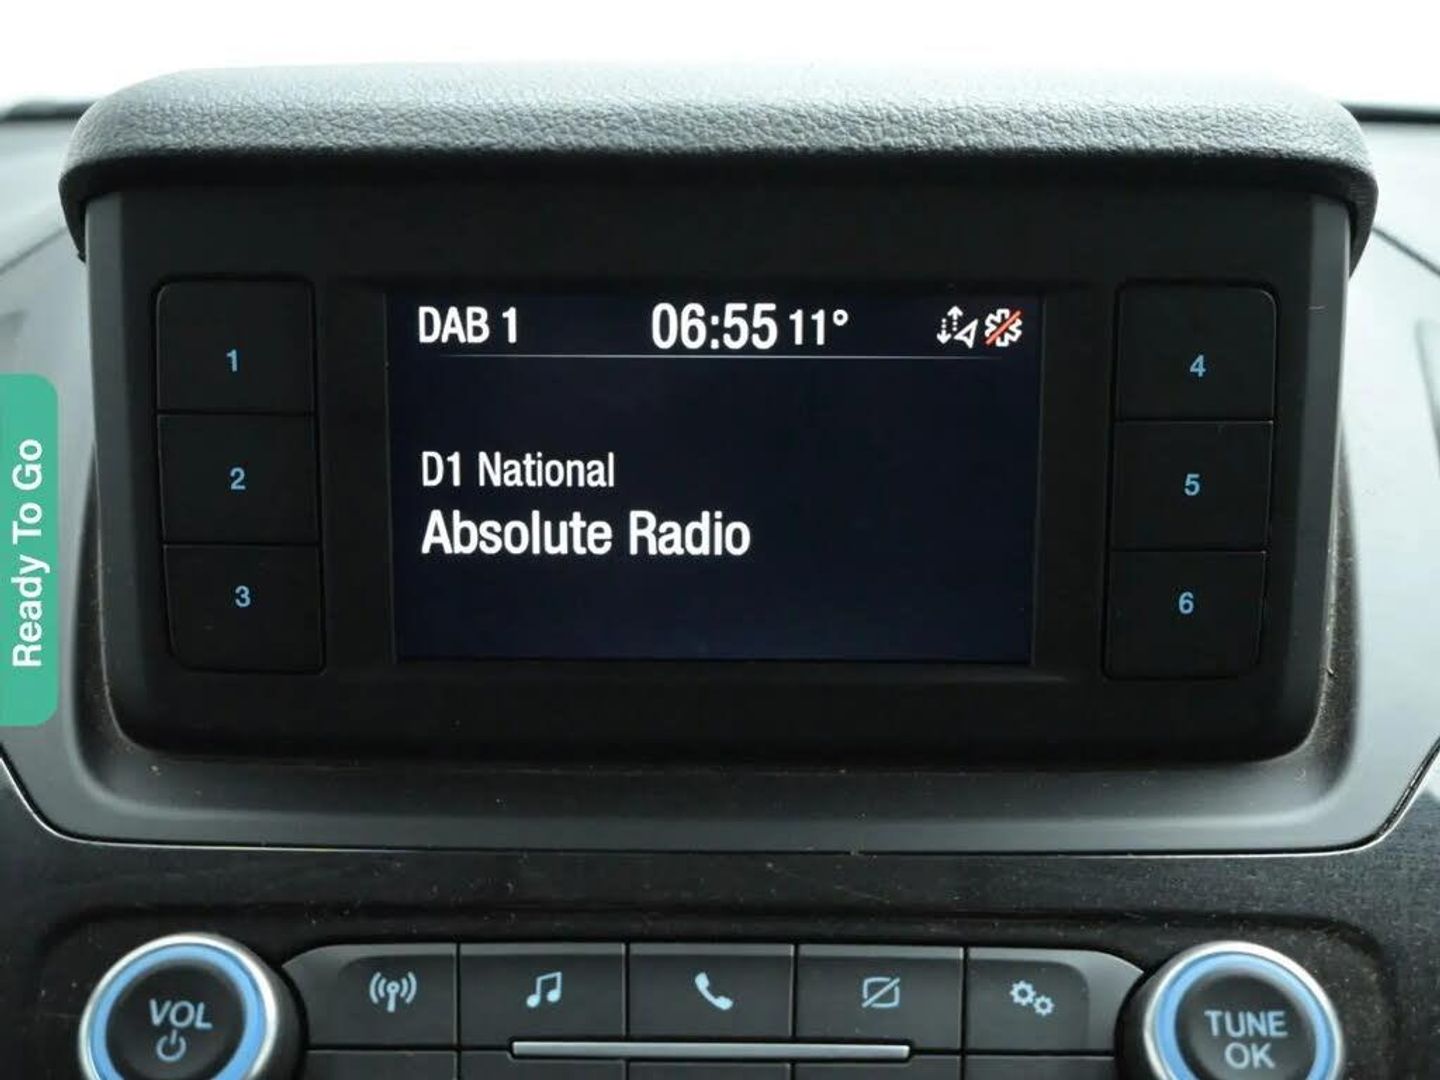 DAB 1 06:55 11°
D1 National
Absolute Radio
1
2
3
4
5
6
VOL
TUNE
OK
Ready To Go